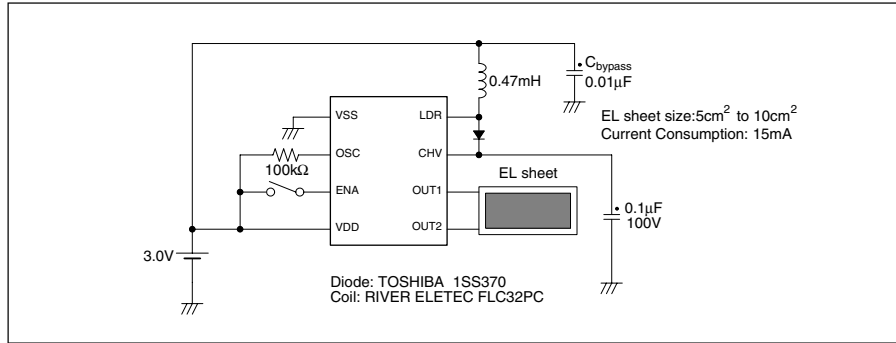 0.47mH
Cbypass
0.01μF
EL sheet size:5cm² to 10cm²
Current Consumption: 15mA
VSS
LDR
OSC
CHV
100kΩ
EL sheet
ENA
OUT1
VDD
OUT2
0.1μF
100V
3.0V
Diode: TOSHIBA 1SS370
Coil: RIVER ELETEC FLC32PC